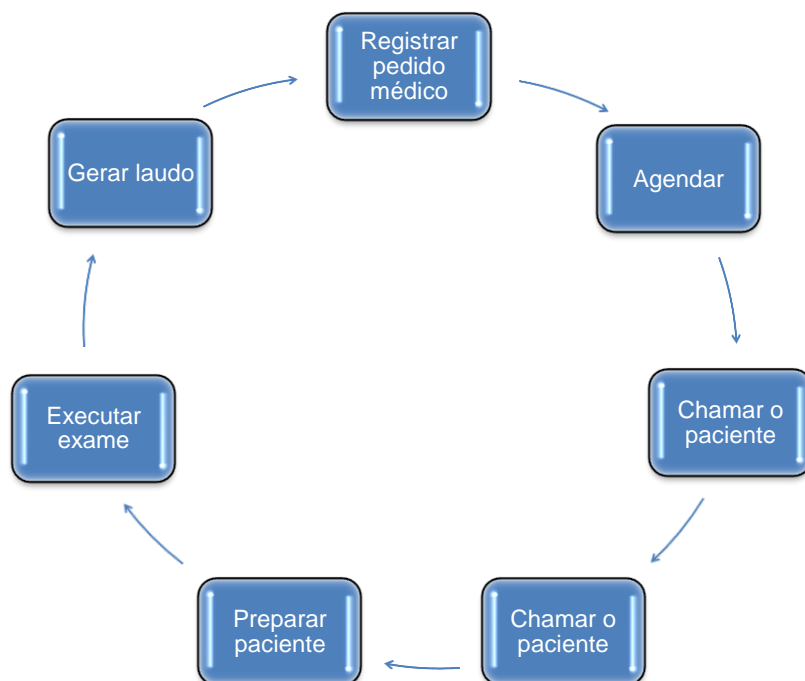 Registrar
pedido
médico
Agendar
Chamar o
paciente
Chamar o
paciente
Preparar
paciente
Executar
exame
Gerar laudo